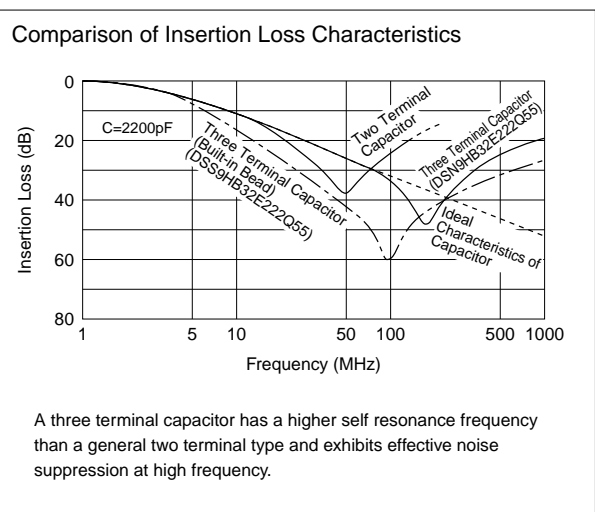 Comparison of Insertion Loss Characteristics
0
20
40
60
80
Insertion Loss (dB)
C=2200pF
Three Terminal Capacitor
(Built-in Bead)
(DSS9HB32E222Q55)
Two Terminal
Capacitor
Three Terminal Capacitor
(DSN9HB32E222Q55)
Ideal
Characteristics of
Capacitor
1 5 10 50 100 500 1000
Frequency (MHz)
A three terminal capacitor has a higher self resonance frequency
than a general two terminal type and exhibits effective noise
suppression at high frequency.